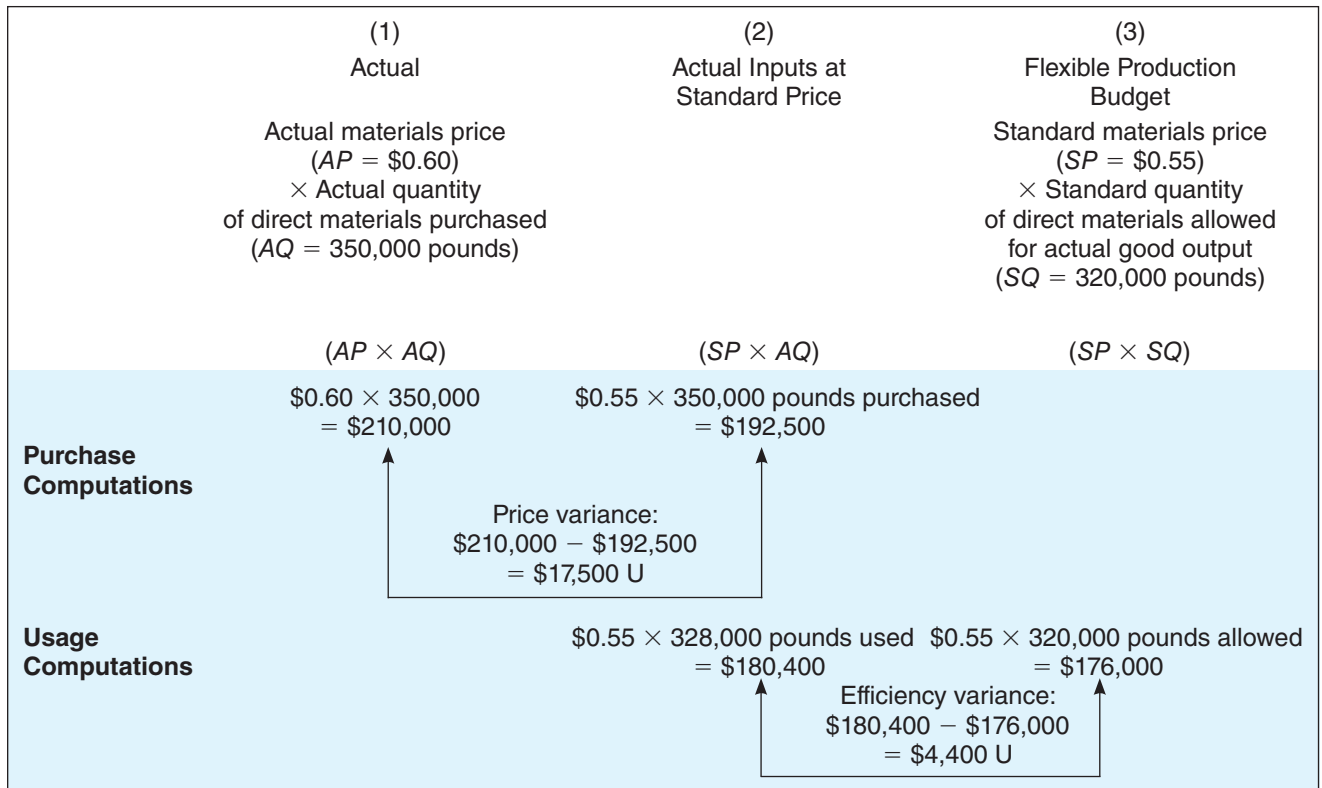 (1)
Actual
Actual materials price
(AP = $0.60)
× Actual quantity
of direct materials purchased
(AQ = 350,000 pounds)
(AP × AQ)
(2)
Actual Inputs at
Standard Price
(SP × AQ)
(3)
Flexible Production
Budget
Standard materials price
(SP = $0.55)
× Standard quantity
of direct materials allowed
for actual good output
(SQ = 320,000 pounds)
(SP × SQ)
Purchase
Computations
$0.60 × 350,000
= $210,000
$0.55 × 350,000 pounds purchased
= $192,500
Price variance:
$210,000 − $192,500
= $17,500 U
Usage
Computations
$0.55 × 328,000 pounds used
= $180,400
$0.55 × 320,000 pounds allowed
= $176,000
Efficiency variance:
$180,400 − $176,000
= $4,400 U